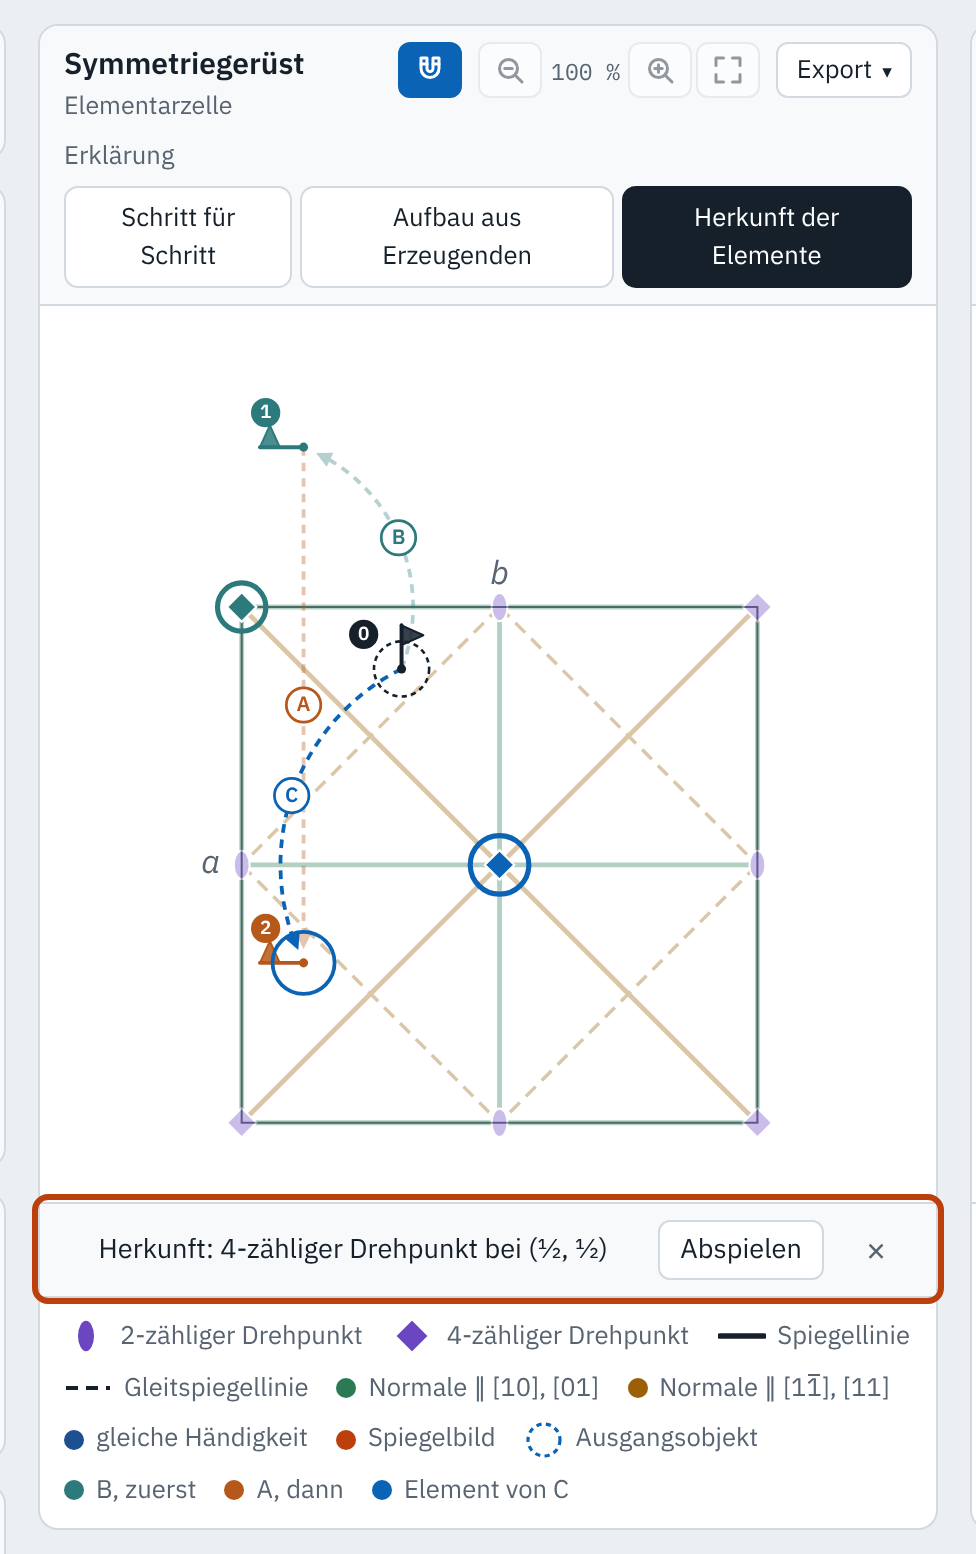 Symmetriegerüst
Elementarzelle
100 %
Export ▾
Erklärung
Schritt für
Schritt
Aufbau aus
Erzeugenden
Herkunft der
Elemente
1
B
b
0
A
C
a
2
Herkunft: 4-zähliger Drehpunkt bei (½, ½)
Abspielen
×
2-zähliger Drehpunkt
4-zähliger Drehpunkt
Spiegellinie
Gleitspiegellinie
Normale ∥ [10], [01]
Normale ∥ [11̅], [11]
gleiche Händigkeit
Spiegelbild
Ausgangsobjekt
B, zuerst
A, dann
Element von C